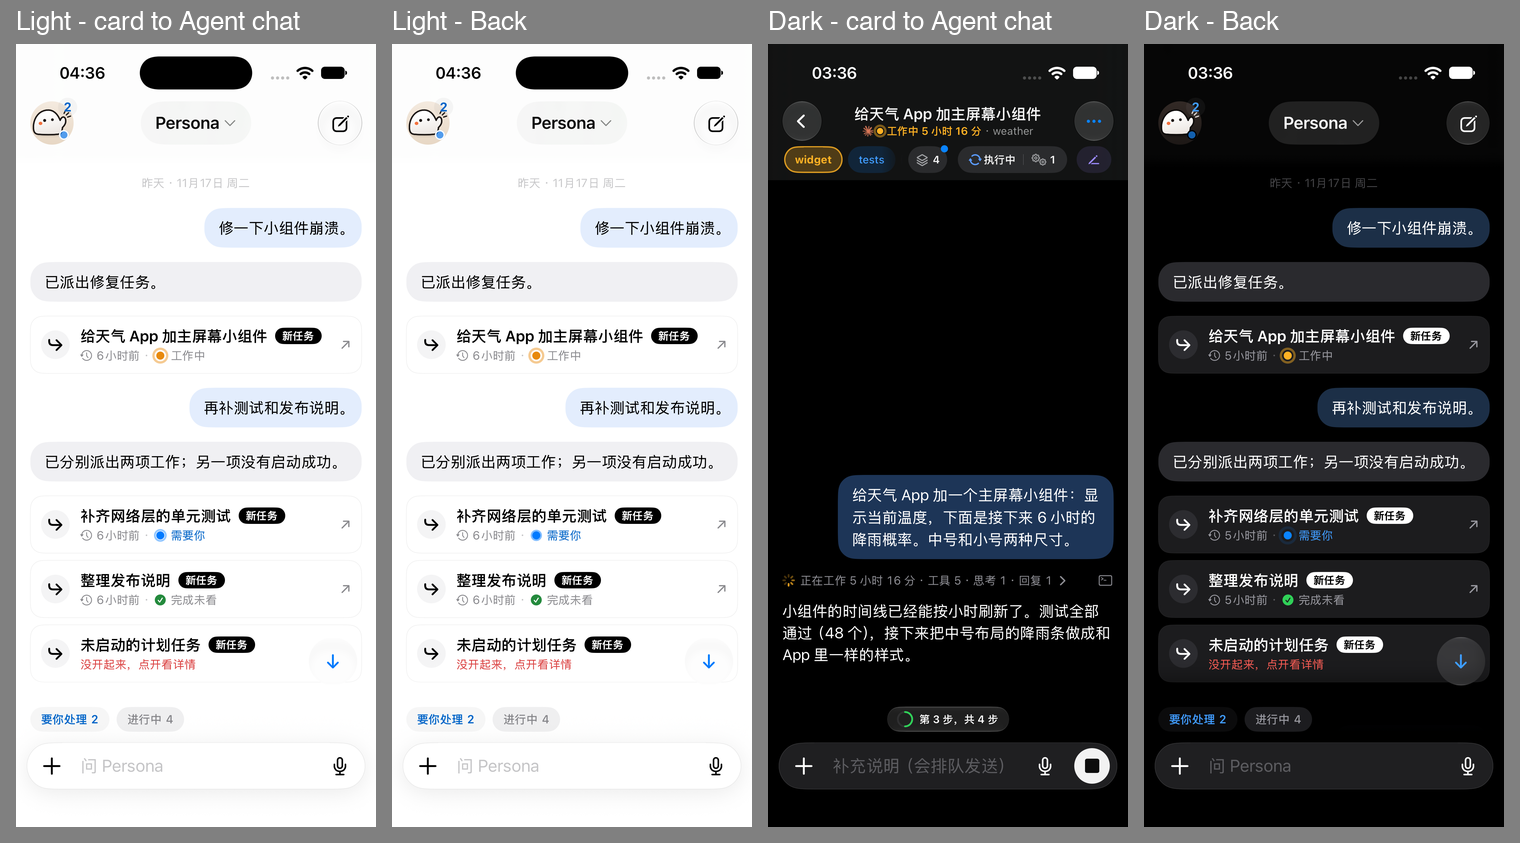 Light - card to Agent chat
04:36
2
Persona
昨天 · 11月17日 周二
修一下小组件崩溃。
已派出修复任务。
给天气 App 加主屏幕小组件 新任务
6小时前 · 工作中
再补测试和发布说明。
已分别派出两项工作；另一项没有启动成功。
补齐网络层的单元测试 新任务
6小时前 · 需要你
整理发布说明 新任务
6小时前 · 完成未看
未启动的计划任务 新任务
没开起来，点开看详情
要你处理 2 进行中 4
问 Persona
Light - Back
04:36
2
Persona
昨天 · 11月17日 周二
修一下小组件崩溃。
已派出修复任务。
给天气 App 加主屏幕小组件 新任务
6小时前 · 工作中
再补测试和发布说明。
已分别派出两项工作；另一项没有启动成功。
补齐网络层的单元测试 新任务
6小时前 · 需要你
整理发布说明 新任务
6小时前 · 完成未看
未启动的计划任务 新任务
没开起来，点开看详情
要你处理 2 进行中 4
问 Persona
Dark - card to Agent chat
03:36
给天气 App 加主屏幕小组件
工作中 5 小时 16 分 · weather
widget tests 4 执行中 1
给天气 App 加一个主屏幕小组件：显
示当前温度，下面是接下来 6 小时的
降雨概率。中号和小号两种尺寸。
正在工作 5 小时 16 分 · 工具 5 · 思考 1 · 回复 1
小组件的时间线已经能按小时刷新了。测试全部
通过（48 个），接下来把中号布局的降雨条做成和
App 里一样的样式。
第 3 步，共 4 步
补充说明（会排队发送）
Dark - Back
03:36
2
Persona
昨天 · 11月17日 周二
修一下小组件崩溃。
已派出修复任务。
给天气 App 加主屏幕小组件 新任务
5小时前 · 工作中
再补测试和发布说明。
已分别派出两项工作；另一项没有启动成功。
补齐网络层的单元测试 新任务
5小时前 · 需要你
整理发布说明 新任务
5小时前 · 完成未看
未启动的计划任务 新任务
没开起来，点开看详情
要你处理 2 进行中 4
问 Persona